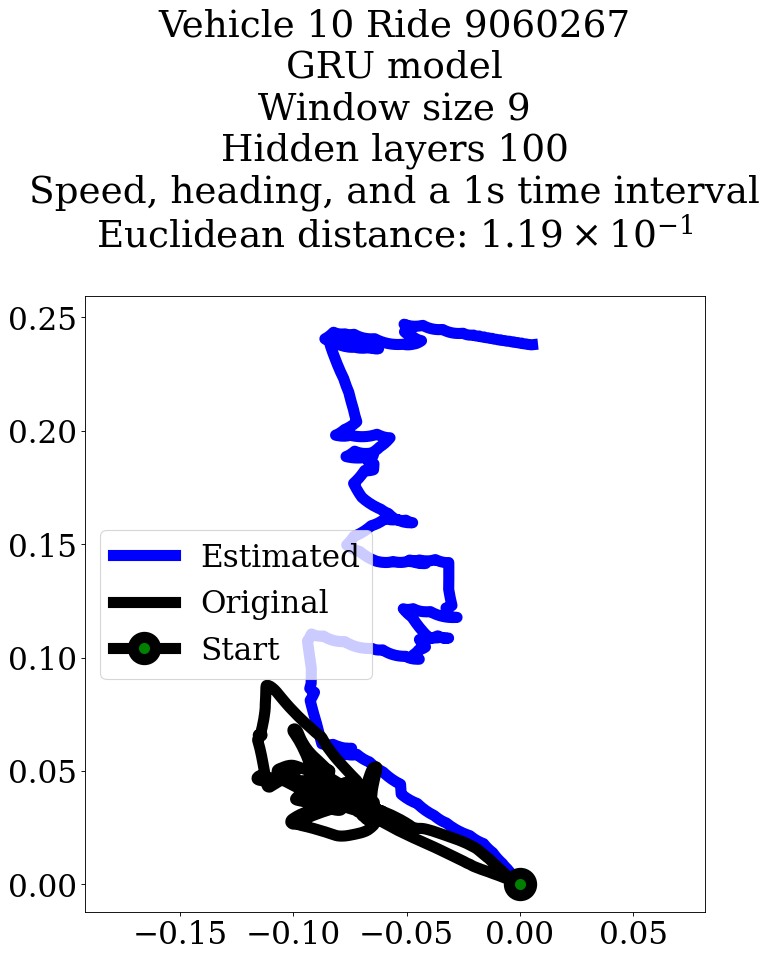 Vehicle 10 Ride 9060267
GRU model
Window size 9
Hidden layers 100
Speed, heading, and a 1s time interval
Euclidean distance: 1.19 × 10⁻¹
0.25
0.20
0.15
0.10
0.05
0.00
Estimated
Original
Start
−0.15 −0.10 −0.05 0.00 0.05